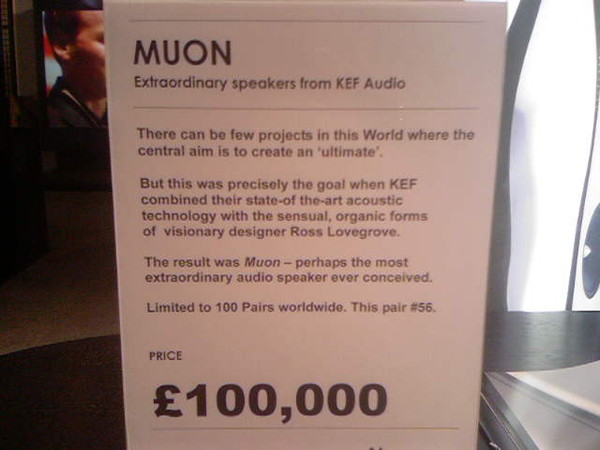 MUON
Extraordinary speakers from KEF Audio
There can be few projects in this World where the
central aim is to create an 'ultimate'.
But this was precisely the goal when KEF
combined their state-of the-art acoustic
technology with the sensual, organic forms
of visionary designer Ross Lovegrove.
The result was Muon – perhaps the most
extraordinary audio speaker ever conceived.
Limited to 100 Pairs worldwide. This pair #56.
PRICE
£100,000